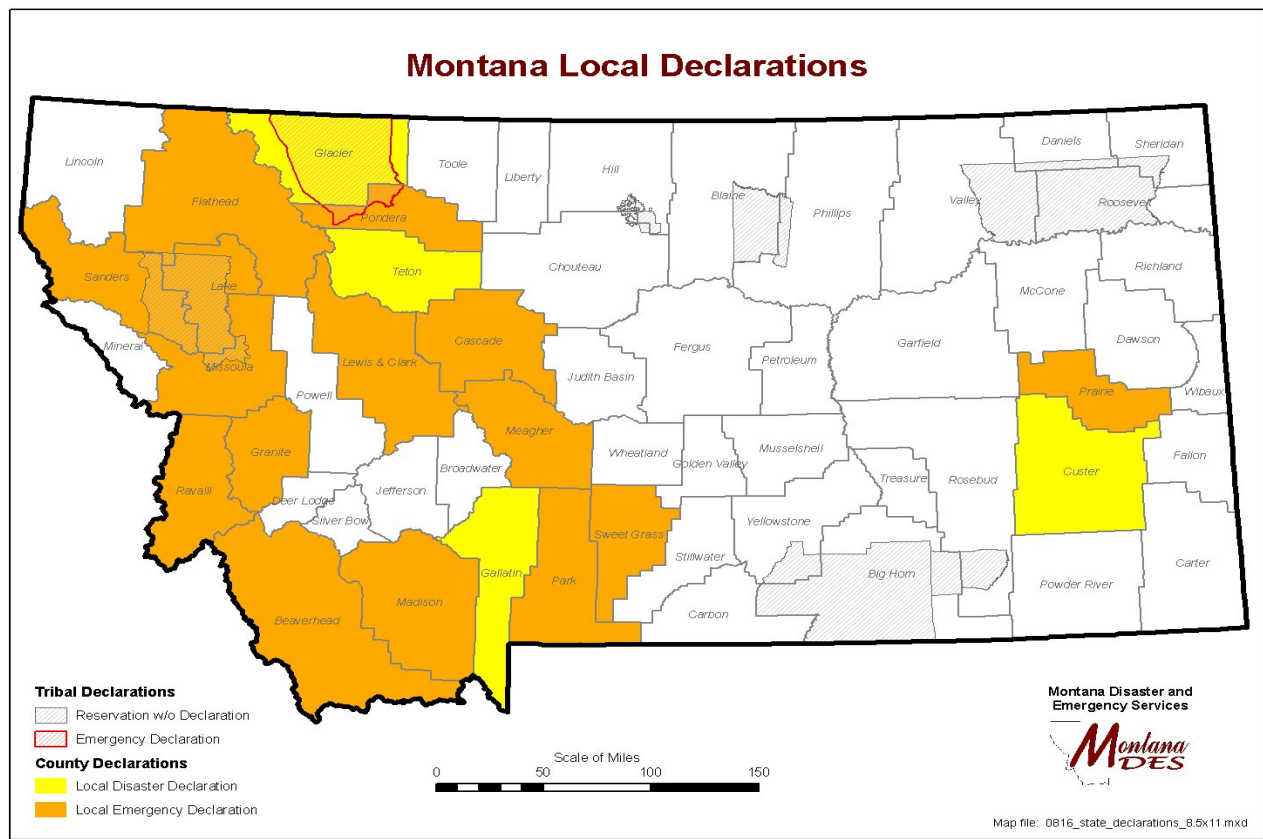 Montana Local Declarations
Lincoln
Glacier
Toole
Liberty
Hill
Blaine
Phillips
Valley
Daniels
Sheridan
Roosevelt
Flathead
Pondera
Sanders
Lake
Teton
Chouteau
McCone
Richland
Mineral
Missoula
Lewis & Clark
Cascade
Fergus
Petroleum
Garfield
Dawson
Powell
Judith Basin
Prairie
Wibaux
Granite
Meagher
Ravalli
Broadwater
Wheatland
Golden Valley
Musselshell
Treasure
Rosebud
Custer
Fallon
Deer Lodge
Jefferson
Silver Bow
Sweet Grass
Yellowstone
Stillwater
Gallatin
Park
Big Horn
Powder River
Carter
Beaverhead
Madison
Carbon
Tribal Declarations
Reservation w/o Declaration
Emergency Declaration
County Declarations
Local Disaster Declaration
Local Emergency Declaration
Scale of Miles
0 50 100 150
Montana Disaster and
Emergency Services
Montana
DES
Map file: 0816_state_declarations_8.5x11.mxd